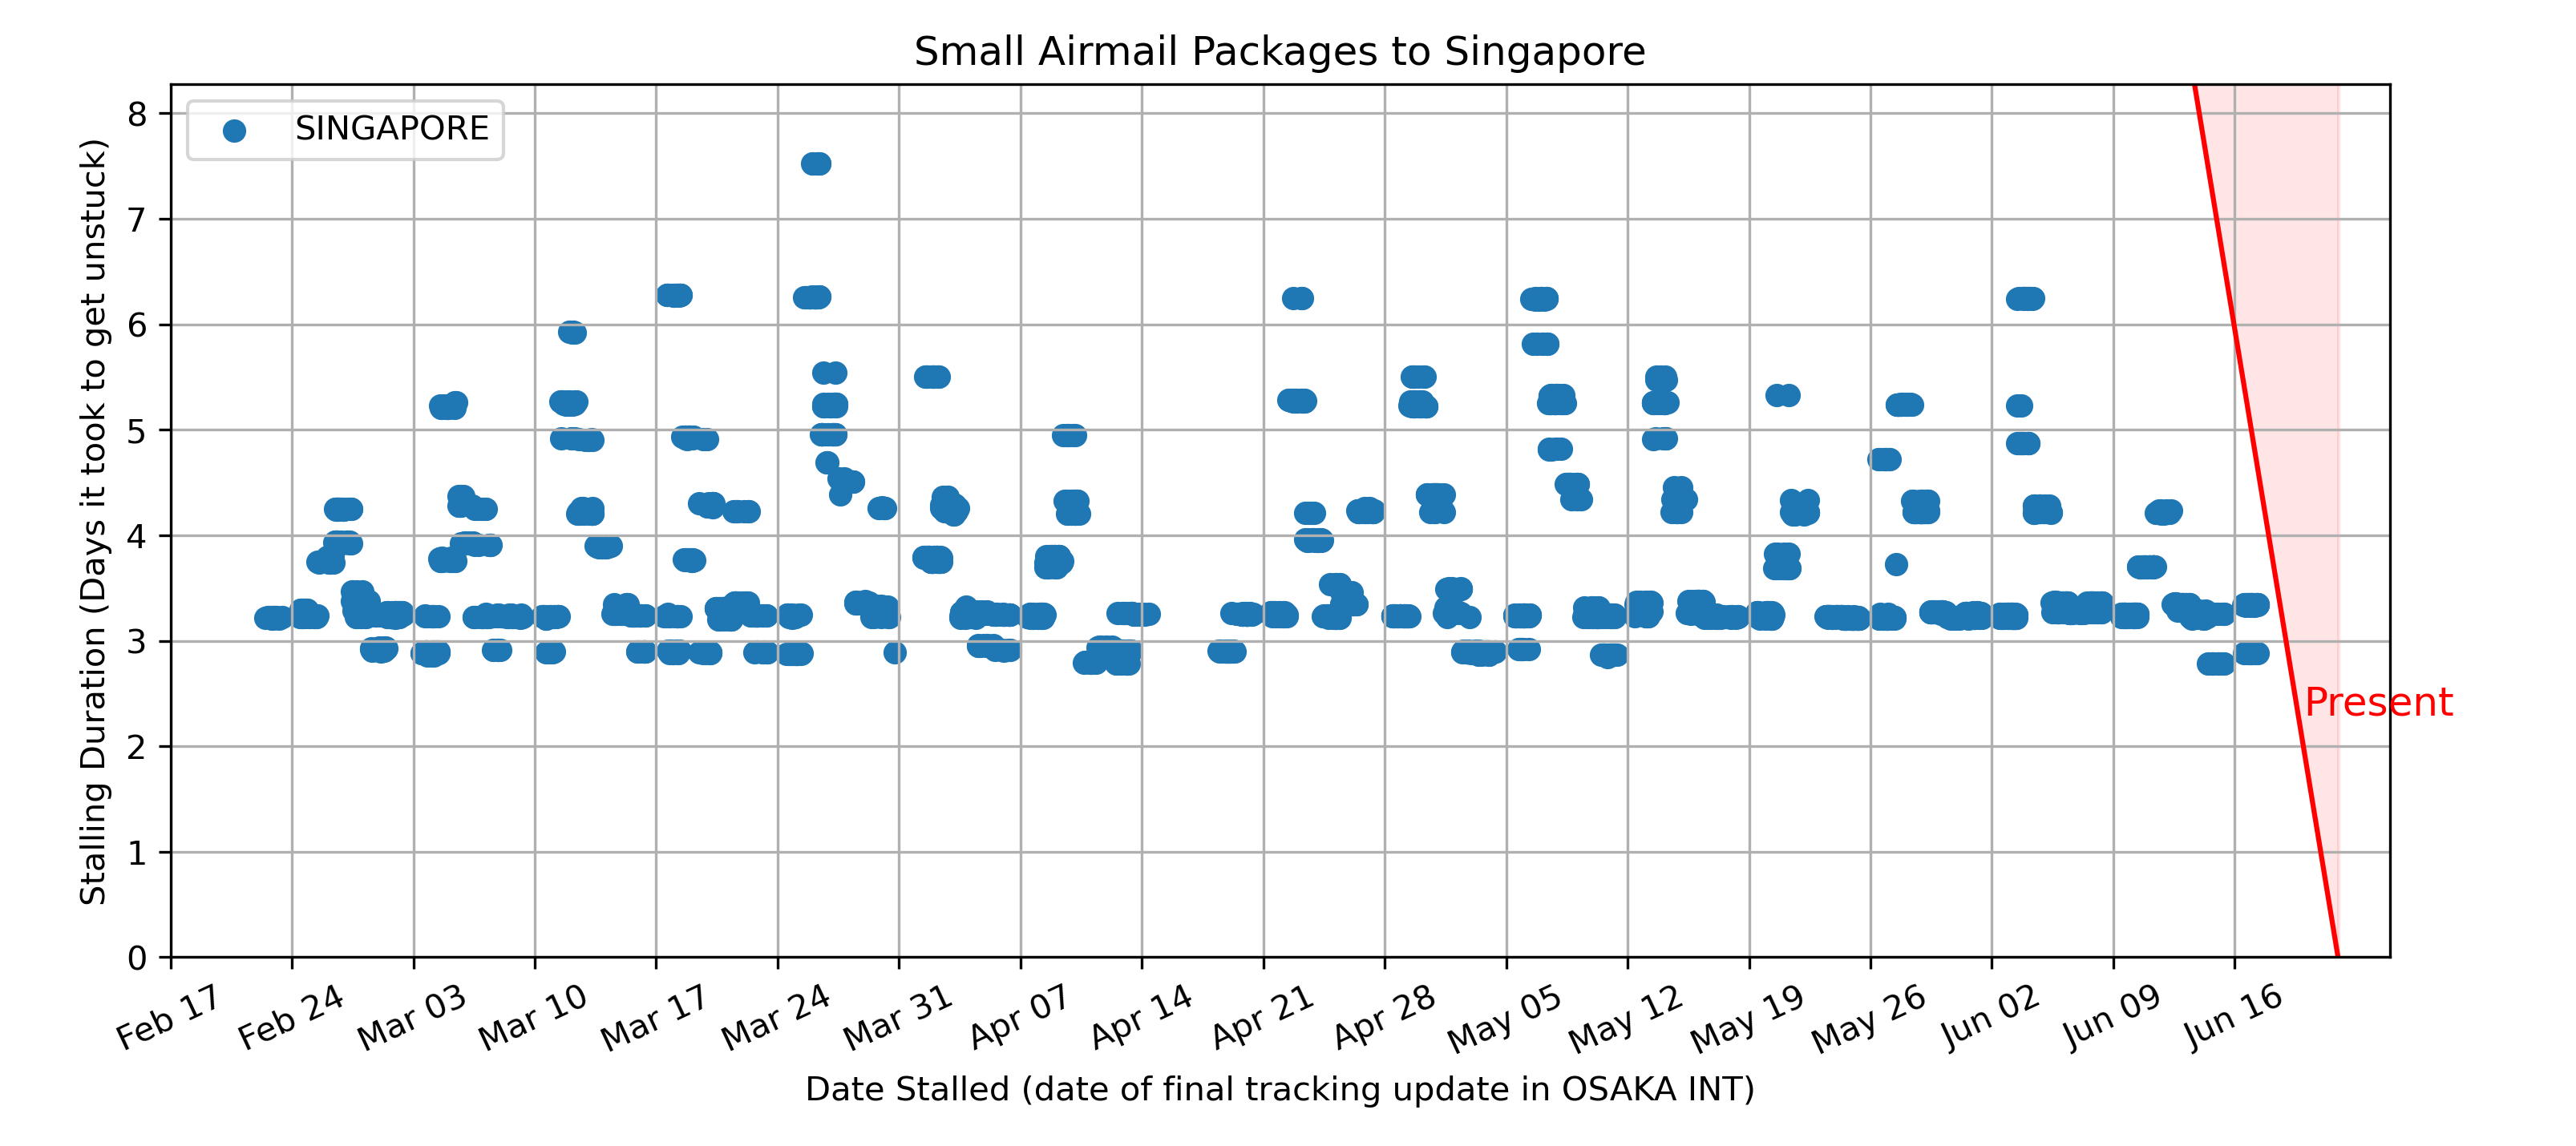 Small Airmail Packages to Singapore
SINGAPORE
Stalling Duration (Days it took to get unstuck)
8
7
6
5
4
3
2
1
0
Present
Feb 17
Feb 24
Mar 03
Mar 10
Mar 17
Mar 24
Mar 31
Apr 07
Apr 14
Apr 21
Apr 28
May 05
May 12
May 19
May 26
Jun 02
Jun 09
Jun 16
Date Stalled (date of final tracking update in OSAKA INT)